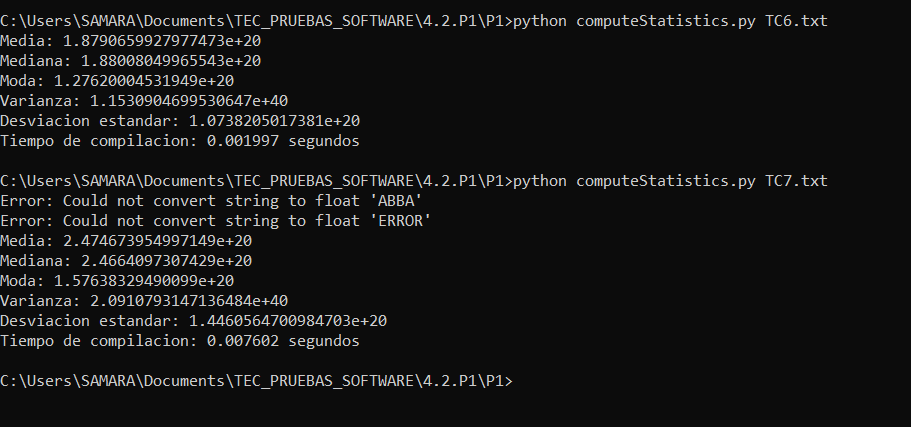 C:\Users\SAMARA\Documents\TEC_PRUEBAS_SOFTWARE\4.2.P1\P1>python computeStatistics.py TC6.txt
Media: 1.8790659927977473e+20
Mediana: 1.88008049965543e+20
Moda: 1.27620004531949e+20
Varianza: 1.1530904699530647e+40
Desviacion estandar: 1.0738205017381e+20
Tiempo de compilacion: 0.001997 segundos
C:\Users\SAMARA\Documents\TEC_PRUEBAS_SOFTWARE\4.2.P1\P1>python computeStatistics.py TC7.txt
Error: Could not convert string to float 'ABBA'
Error: Could not convert string to float 'ERROR'
Media: 2.474673954997149e+20
Mediana: 2.4664097307429e+20
Moda: 1.57638329490099e+20
Varianza: 2.0910793147136484e+40
Desviacion estandar: 1.4460564700984703e+20
Tiempo de compilacion: 0.007602 segundos
C:\Users\SAMARA\Documents\TEC_PRUEBAS_SOFTWARE\4.2.P1\P1>